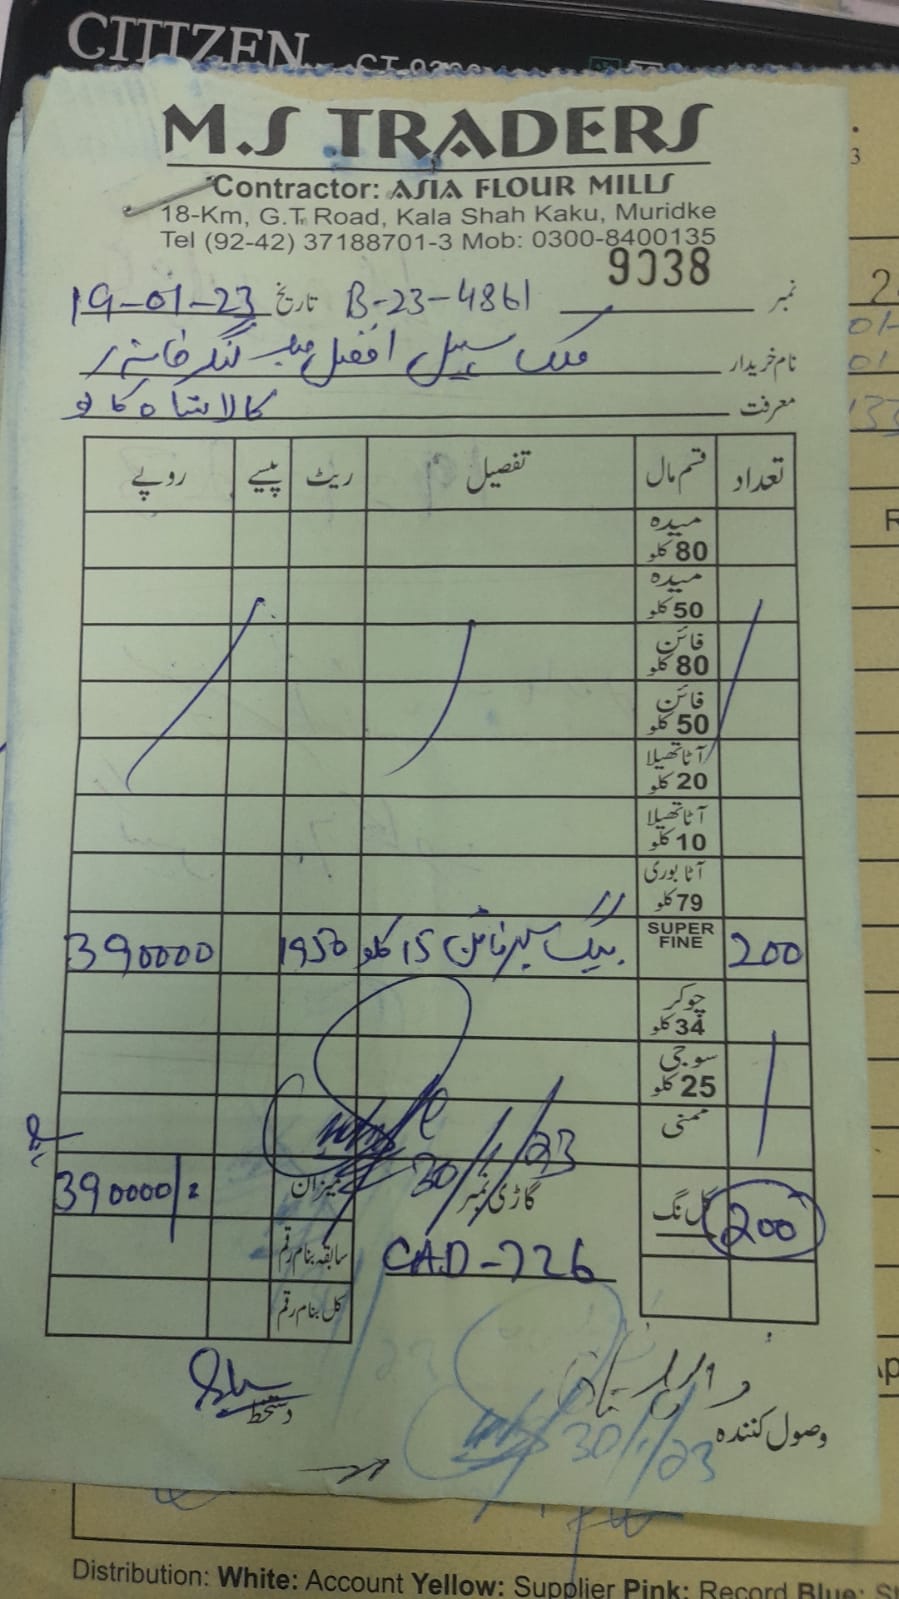 CITIZEN
M.S TRADERS
Contractor: ASIA FLOUR MILLS
18-Km, G.T. Road, Kala Shah Kaku, Muridke
Tel (92-42) 37188701-3 Mob: 0300-8400135
9038
نمبر B-23-4861 تاریخ 19-01-23
نام خریدار ملک سہیل افضل
معرفت کالا شاہ کاکو
تعداد قسم مال تفصیل ریٹ پیسے روپے
میدہ
80 کلو
میدہ
50 کلو
فائن
80 کلو
فائن
50 کلو
آٹا تھیلا
20 کلو
آٹا تھیلا
10 کلو
آٹا بوری
79 کلو
200 SUPER FINE بیگ سپر فائن 15 کلو 1950 390000
چوکر
34 کلو
سوجی
25 کلو
ممنی
30/1/23
200 کل نگ گاڑی نمبر میزان 390000/=
CAD-726 سابقہ بنام رقم
کل بنام رقم
وصول کنندہ دستخط
30/1/23
Distribution: White: Account Yellow: Supplier Pink: Record Blue: